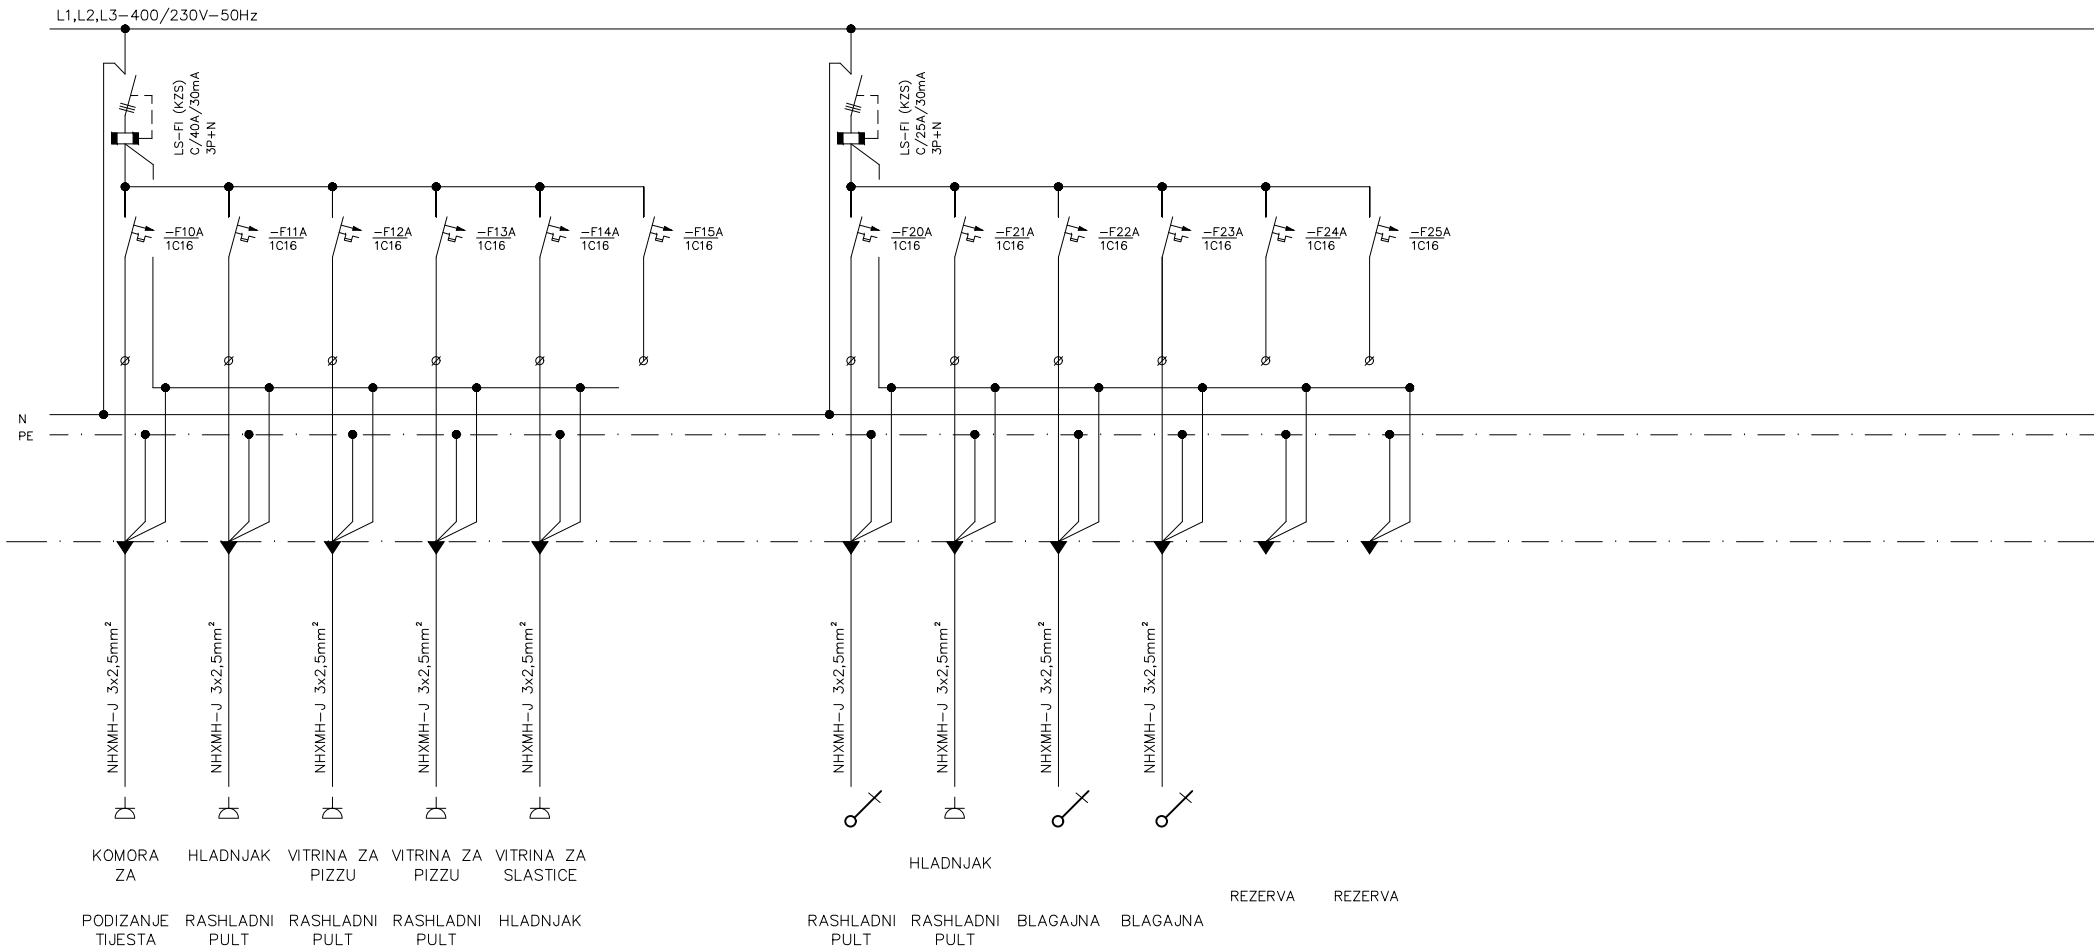 L1,L2,L3-400/230V-50Hz
LS-FI (KZS)
C/40A/30mA
3P+N
LS-FI (KZS)
C/25A/30mA
3P+N
-F10A
1C16
-F11A
1C16
-F12A
1C16
-F13A
1C16
-F14A
1C16
-F15A
1C16
-F20A
1C16
-F21A
1C16
-F22A
1C16
-F23A
1C16
-F24A
1C16
-F25A
1C16
N
PE
NHXMH-J 3x2,5mm²
NHXMH-J 3x2,5mm²
NHXMH-J 3x2,5mm²
NHXMH-J 3x2,5mm²
NHXMH-J 3x2,5mm²
NHXMH-J 3x2,5mm²
NHXMH-J 3x2,5mm²
NHXMH-J 3x2,5mm²
NHXMH-J 3x2,5mm²
KOMORA
ZA
PODIZANJE
TIJESTA
HLADNJAK
RASHLADNI
PULT
VITRINA ZA
PIZZU
RASHLADNI
PULT
VITRINA ZA
PIZZU
RASHLADNI
PULT
VITRINA ZA
SLASTICE
HLADNJAK
RASHLADNI
PULT
HLADNJAK
RASHLADNI
PULT
BLAGAJNA
BLAGAJNA
REZERVA
REZERVA